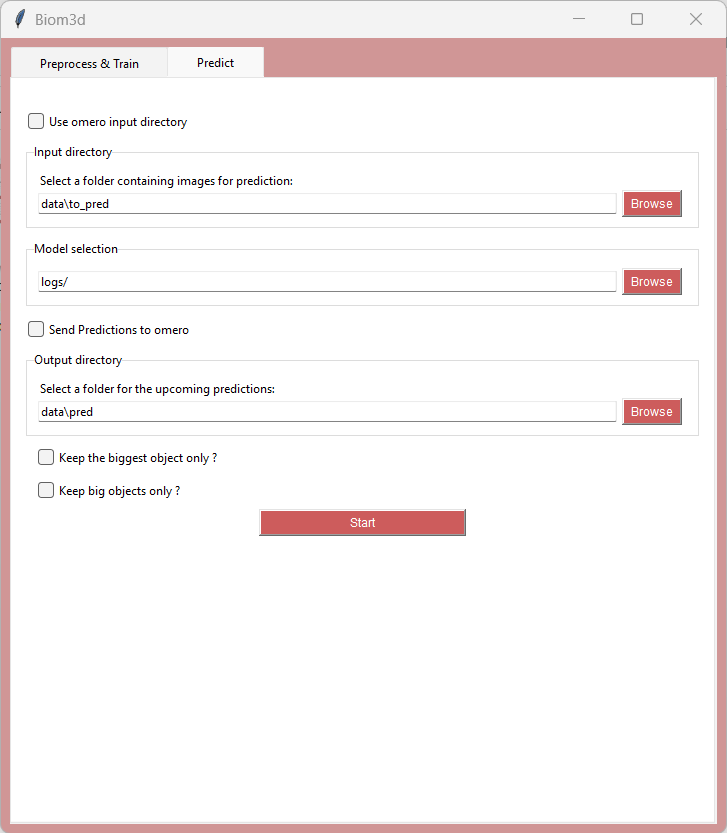 Biom3d
Preprocess & Train
Predict
Use omero input directory
Input directory
Select a folder containing images for prediction:
data\to_pred
Browse
Model selection
logs/
Browse
Send Predictions to omero
Output directory
Select a folder for the upcoming predictions:
data\pred
Browse
Keep the biggest object only ?
Keep big objects only ?
Start